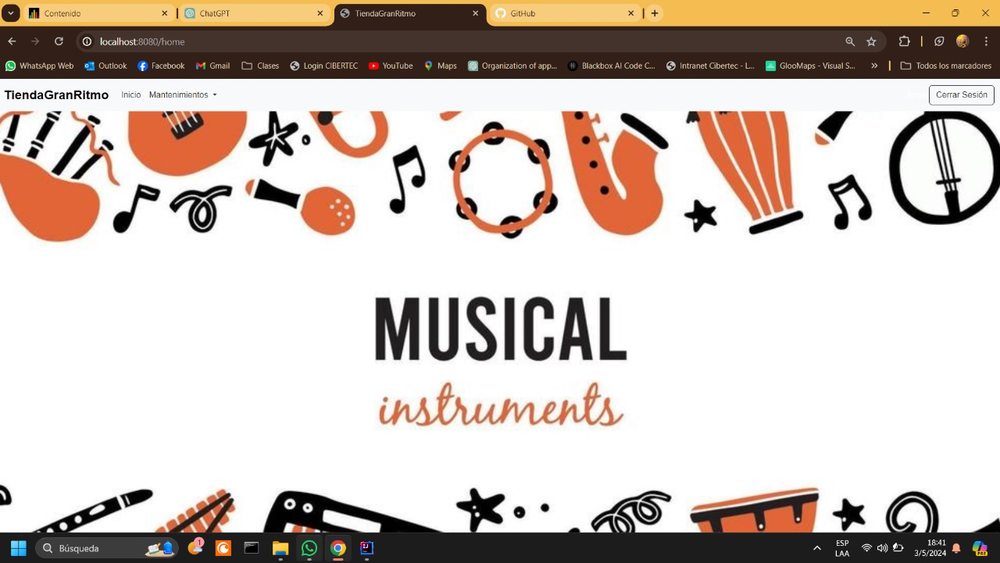 Contenido
ChatGPT
TiendaGranRitmo
GitHub
localhost:8080/home
WhatsApp Web
Outlook
Facebook
Gmail
Clases
Login CIBERTEC
YouTube
Maps
Organization of app...
Blackbox AI Code C...
Intranet Cibertec - L...
GlooMaps - Visual S...
Todos los marcadores
TiendaGranRitmo
Inicio
Mantenimientos
Cerrar Sesión
MUSICAL
instruments
Búsqueda
1
ESP
LAA
18:41
3/5/2024
PRE